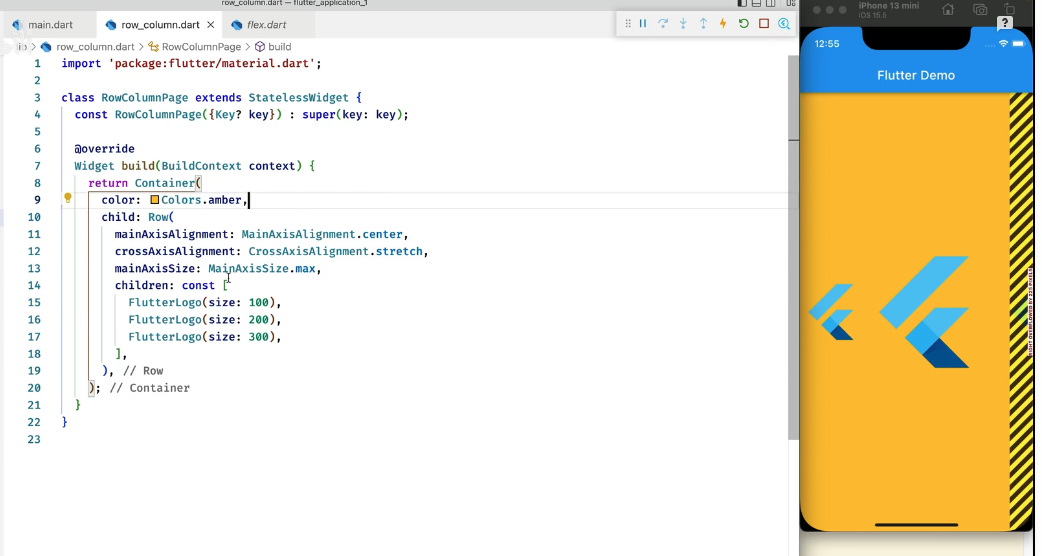 row_column.dart — flutter_application_1
main.dart
row_column.dart
flex.dart
lib > row_column.dart > RowColumnPage > build
1 import 'package:flutter/material.dart';
2
3 class RowColumnPage extends StatelessWidget {
4 const RowColumnPage({Key? key}) : super(key: key);
5
6 @override
7 Widget build(BuildContext context) {
8 return Container(
9 color: Colors.amber,
10 child: Row(
11 mainAxisAlignment: MainAxisAlignment.center,
12 crossAxisAlignment: CrossAxisAlignment.stretch,
13 mainAxisSize: MainAxisSize.max,
14 children: const [
15 FlutterLogo(size: 100),
16 FlutterLogo(size: 200),
17 FlutterLogo(size: 300),
18 ],
19 ), // Row
20 ); // Container
21 }
22 }
23
iPhone 13 mini
iOS 15.5
?
12:55
Flutter Demo